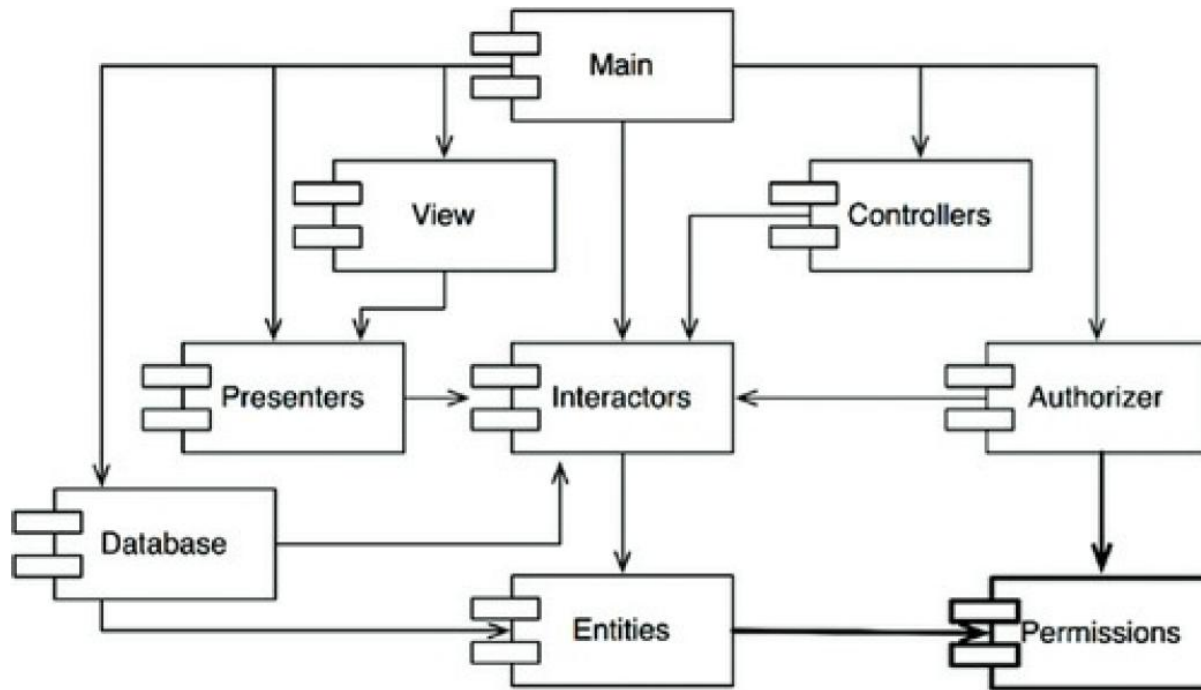 Main
View
Controllers
Presenters
Interactors
Authorizer
Database
Entities
Permissions